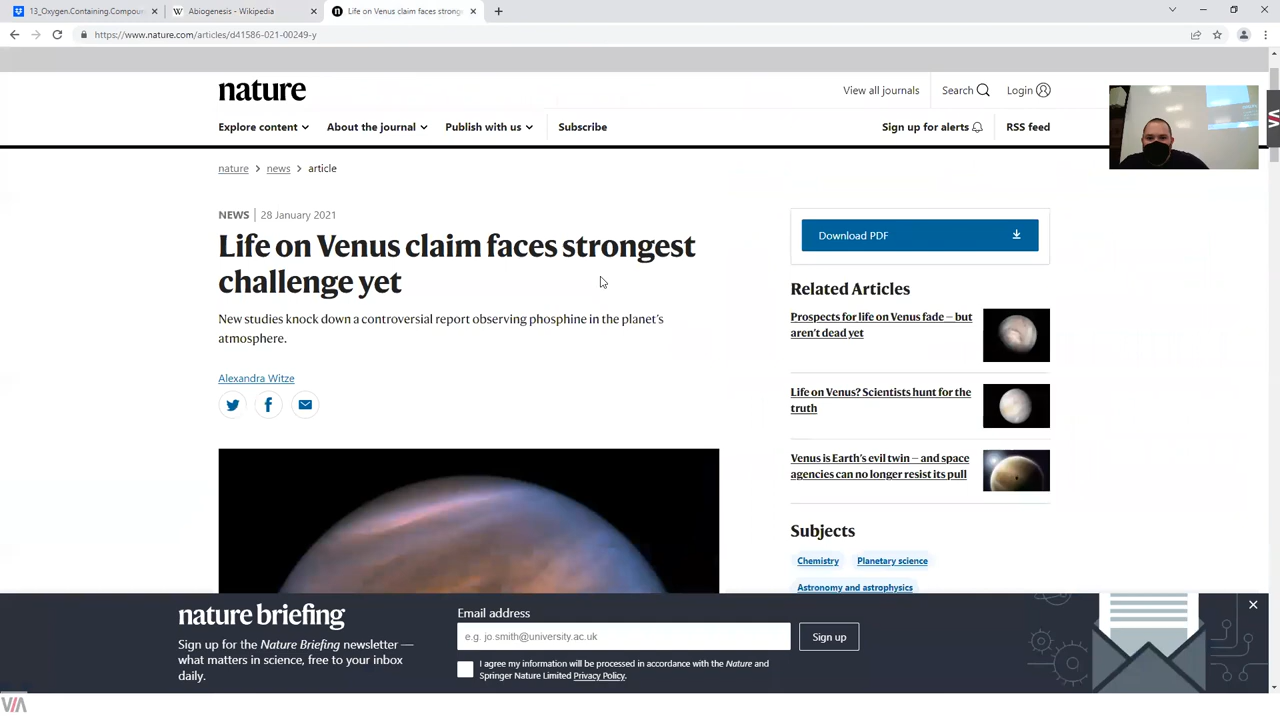 13_Oxygen.Containing.Compoun
Abiogenesis - Wikipedia
Life on Venus claim faces strong
https://www.nature.com/articles/d41586-021-00249-y
nature
View all journals
Search
Login
Explore content
About the journal
Publish with us
Subscribe
Sign up for alerts
RSS feed
nature > news > article
NEWS | 28 January 2021
Life on Venus claim faces strongest
challenge yet
New studies knock down a controversial report observing phosphine in the planet's
atmosphere.
Alexandra Witze
Download PDF
Related Articles
Prospects for life on Venus fade — but
aren't dead yet
Life on Venus? Scientists hunt for the
truth
Venus is Earth's evil twin — and space
agencies can no longer resist its pull
Subjects
Chemistry
Planetary science
Astronomy and astrophysics
nature briefing
Sign up for the Nature Briefing newsletter —
what matters in science, free to your inbox
daily.
Email address
e.g. jo.smith@university.ac.uk
Sign up
I agree my information will be processed in accordance with the Nature and
Springer Nature Limited Privacy Policy.
VIA